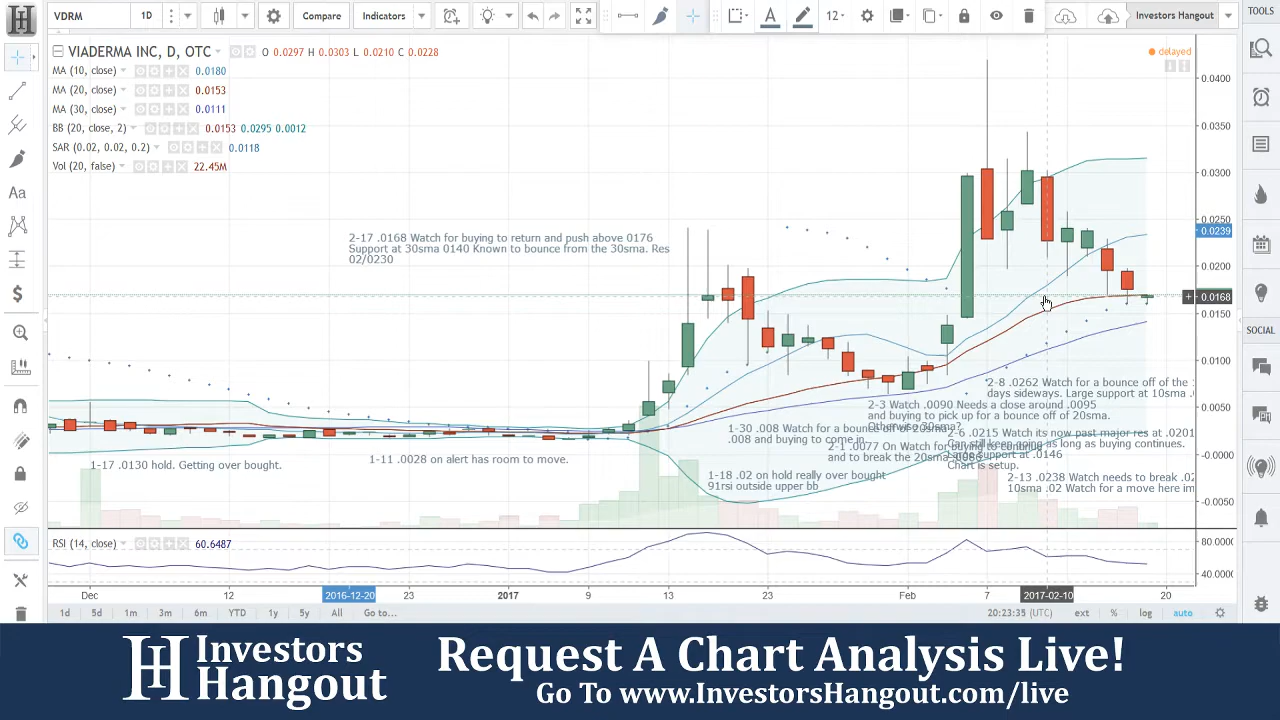 VDRM 1D Compare Indicators 12 Investors Hangout TOOLS
VIADERMA INC, D, OTC O 0.0297 H 0.0303 L 0.0210 C 0.0228
delayed
MA (10, close) 0.0180
MA (20, close) 0.0153
MA (30, close) 0.0111
BB (20, close, 2) 0.0153 0.0295 0.0012
SAR (0.02, 0.02, 0.2) 0.0118
Vol (20, false) 22.45M
0.0400
0.0350
0.0300
0.0250
0.0239
0.0200
0.0168
0.0150
0.0100
0.0050
-0.0000
-0.0050
SOCIAL
2-17 .0168 Watch for buying to return and push above 0176
Support at 30sma 0140 Known to bounce from the 30sma. Res
02/0230
2-8 .0262 Watch for a bounce off of the
days sideways. Large support at 10sma
2-3 Watch .0090 Needs a close around .0095
and buying to pick up for a bounce off of 20sma.
Otherwise 30sma?
1-30 .008 Watch for a bounce off of 20sma
.008 and buying to come in
and to break the 20sma
2-6 .0215 Watch its now past major res at .0201
Can still keep going as long as buying continues.
Large support at .0146
Chart is setup.
1-17 .0130 hold. Getting over bought.
1-11 .0028 on alert has room to move.
1-18 .02 on hold really over bought
91rsi outside upper bb
2-13 .0238 Watch needs to break .02
10sma .02 Watch for a move here
RSI (14, close) 60.6487
80.0000
40.0000
Dec 12 2016-12-20 23 2017 9 13 23 Feb 7 2017-02-10 20
1d 5d 1m 3m 6m YTD 1y 5y All Go to... 20:23:35 (UTC) ext % log auto
Aa
Investors
Hangout
Request A Chart Analysis Live!
Go To www.InvestorsHangout.com/live